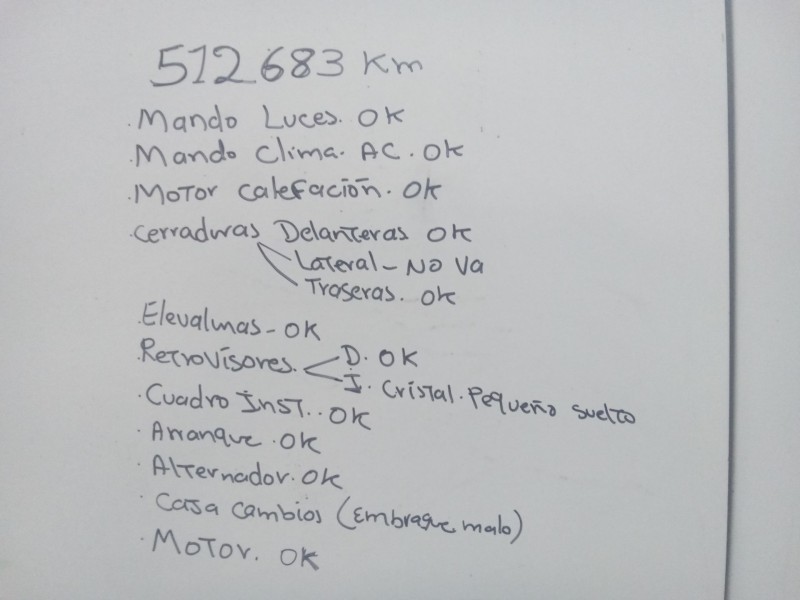 512683 Km
.Mando Luces. OK
.Mando Clima. AC. OK
.Motor calefación. OK
.cerraduras Delanteras OK
Lateral - No Va
Traseras. OK
.Elevalunas - OK
.Retrovisores. D. OK
I. Cristal. Pequeño suelto
.Cuadro Inst.. OK
.Arranque. OK
.Alternador. OK
.Casa cambios (Embrague malo)
.Motor. OK